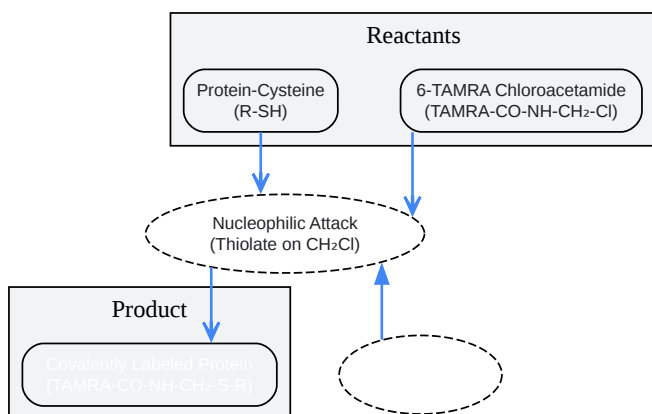 Reactants
Protein-Cysteine
(R-SH)
6-TAMRA Chloroacetamide
(TAMRA-CO-NH-CH₂-Cl)
Nucleophilic Attack
(Thiolate on CH₂Cl)
Product
Covalently Labeled Protein
(TAMRA-CO-NH-CH₂-S-R)